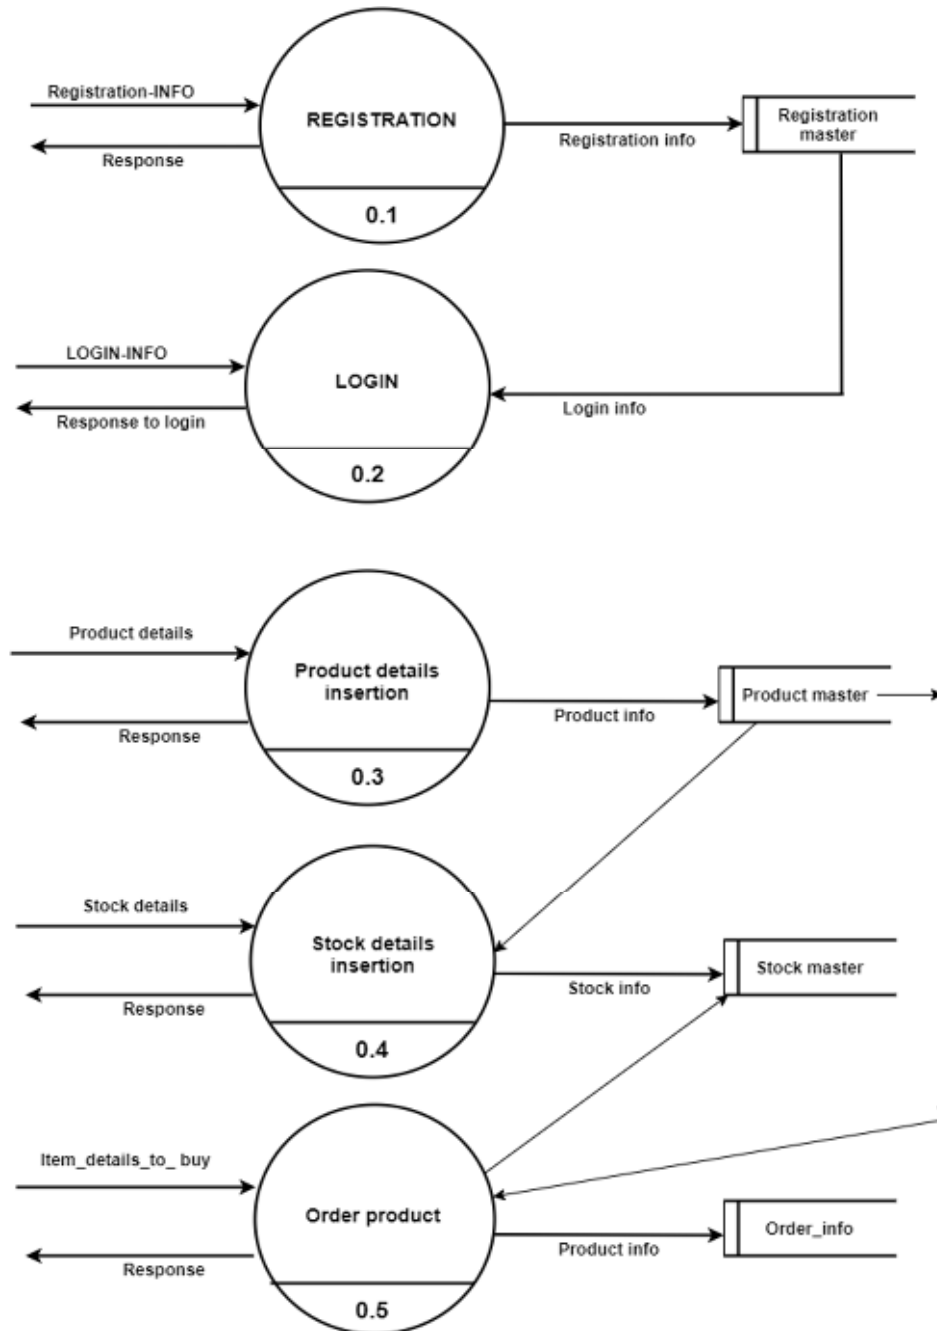 Registration-INFO
REGISTRATION
Response
0.1
Registration info
Registration
master
LOGIN-INFO
LOGIN
Response to login
0.2
Login info
Product details
Product details
insertion
Response
0.3
Product info
Product master
Stock details
Stock details
insertion
Response
0.4
Stock info
Stock master
Item_details_to_ buy
Order product
Response
0.5
Product info
Order_info